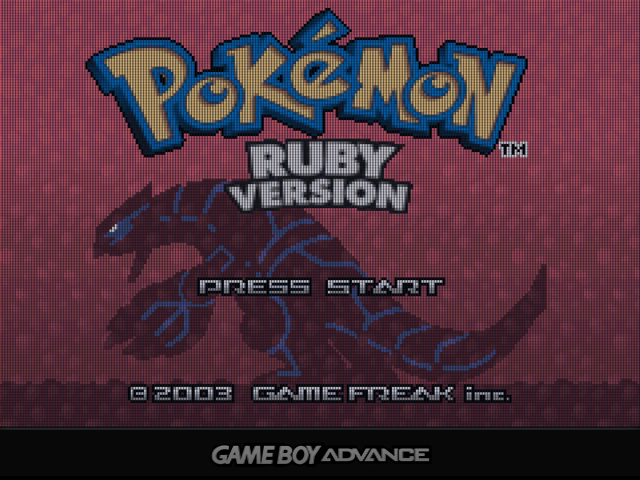 POKéMON
TM
RUBY
VERSION
PRESS START
© 2003 GAME FREAK inc.
GAME BOY ADVANCE